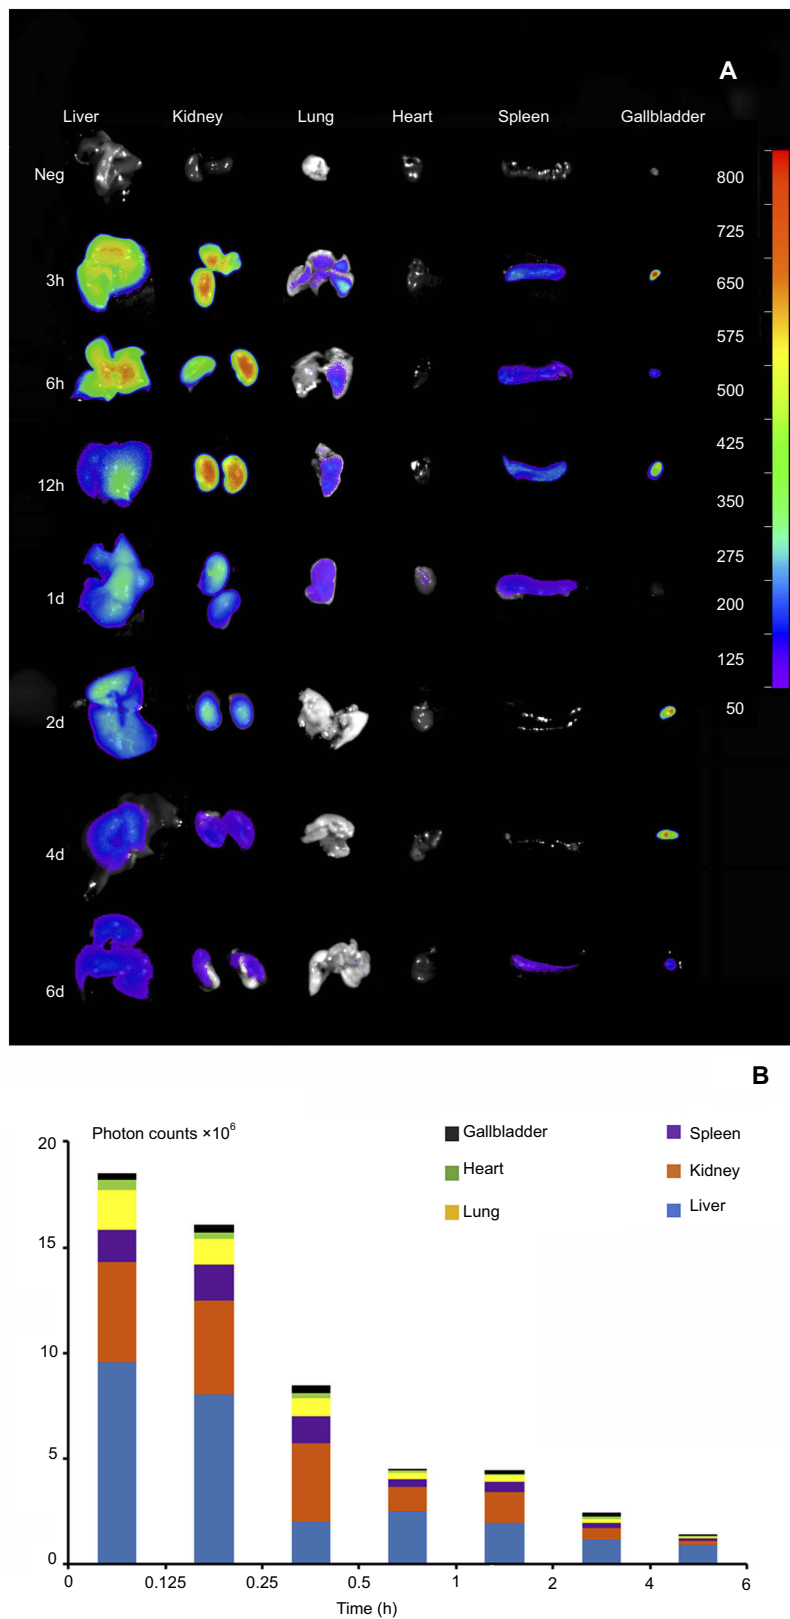 A
Liver Kidney Lung Heart Spleen Gallbladder
Neg
3h
6h
12h
1d
2d
4d
6d
800
725
650
575
500
425
350
275
200
125
50
B
Photon counts ×10⁶
Gallbladder
Heart
Lung
Spleen
Kidney
Liver
20
15
10
5
0
0 0.125 0.25 0.5 1 2 4 6
Time (h)